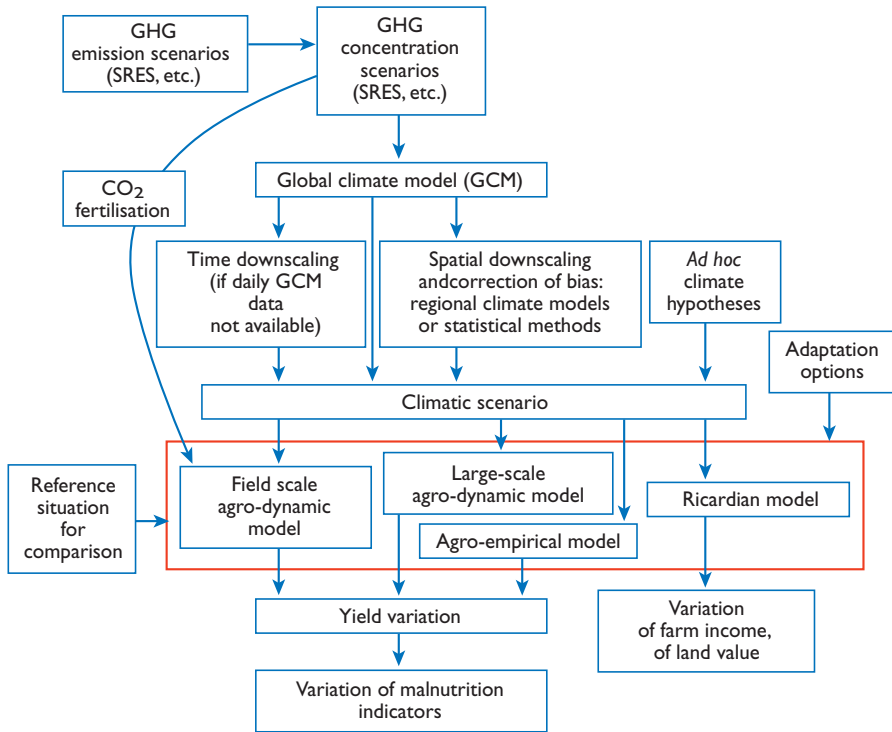 GHG
emission scenarios
(SRES, etc.)
GHG
concentration
scenarios
(SRES, etc.)
CO2
fertilisation
Global climate model (GCM)
Time downscaling
(if daily GCM
data
not available)
Spatial downscaling
andcorrection of bias:
regional climate models
or statistical methods
Ad hoc
climate
hypotheses
Adaptation
options
Climatic scenario
Reference
situation
for
comparison
Field scale
agro-dynamic
model
Large-scale
agro-dynamic model
Agro-empirical model
Ricardian model
Yield variation
Variation
of farm income,
of land value
Variation of malnutrition
indicators